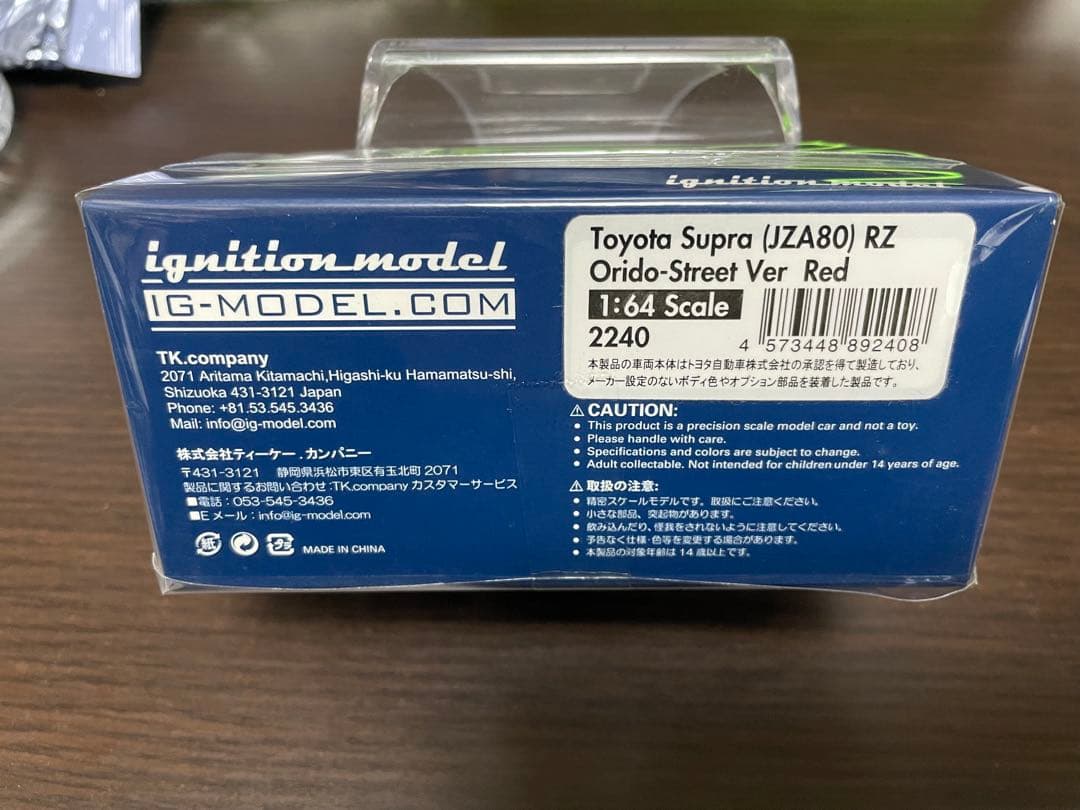 ignition model
ignition model
IG-MODEL.COM
TK.company
2071 Aritama Kitamachi,Higashi-ku Hamamatsu-shi,
Shizuoka 431-3121 Japan
Phone: +81.53.545.3436
Mail: info@ig-model.com
株式会社ティーケー.カンパニー
〒431-3121 静岡県浜松市東区有玉北町 2071
製品に関するお問い合わせ:TK.company カスタマーサービス
■電話:053-545-3436
■Eメール:info@ig-model.com
紙 PET プラ MADE IN CHINA
Toyota Supra (JZA80) RZ
Orido-Street Ver Red
1:64 Scale
2240
4 573448 892408
本製品の車両本体はトヨタ自動車株式会社の承認を得て製造しており、
メーカー設定のないボディ色やオプション部品を装着した製品です。
⚠CAUTION:
• This product is a precision scale model car and not a toy.
• Please handle with care.
• Specifications and colors are subject to change.
• Adult collectable. Not intended for children under 14 years of age.
⚠取扱の注意:
• 精密スケールモデルです。取扱にご注意ください。
• 小さな部品、突起物があります。
• 飲み込んだり、怪我をされないように注意してください。
• 予告なく仕様・色等を変更する場合があります。
• 本製品の対象年齢は14歳以上です。